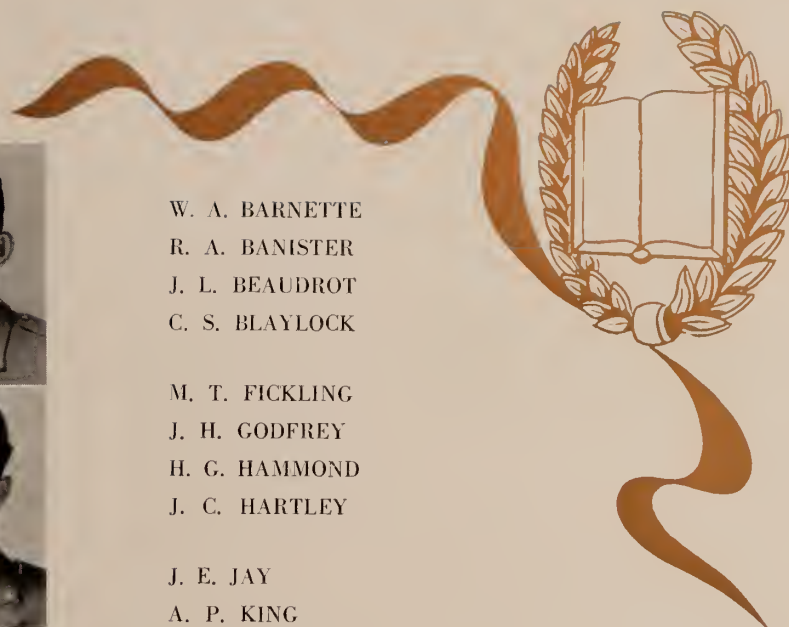 W. A. BARNETTE
R. A. BANISTER
J. L. BEAUDROT
C. S. BLAYLOCK
M. T. FICKLING
J. H. GODFREY
H. G. HAMMOND
J. C. HARTLEY
J. E. JAY
A. P. KING